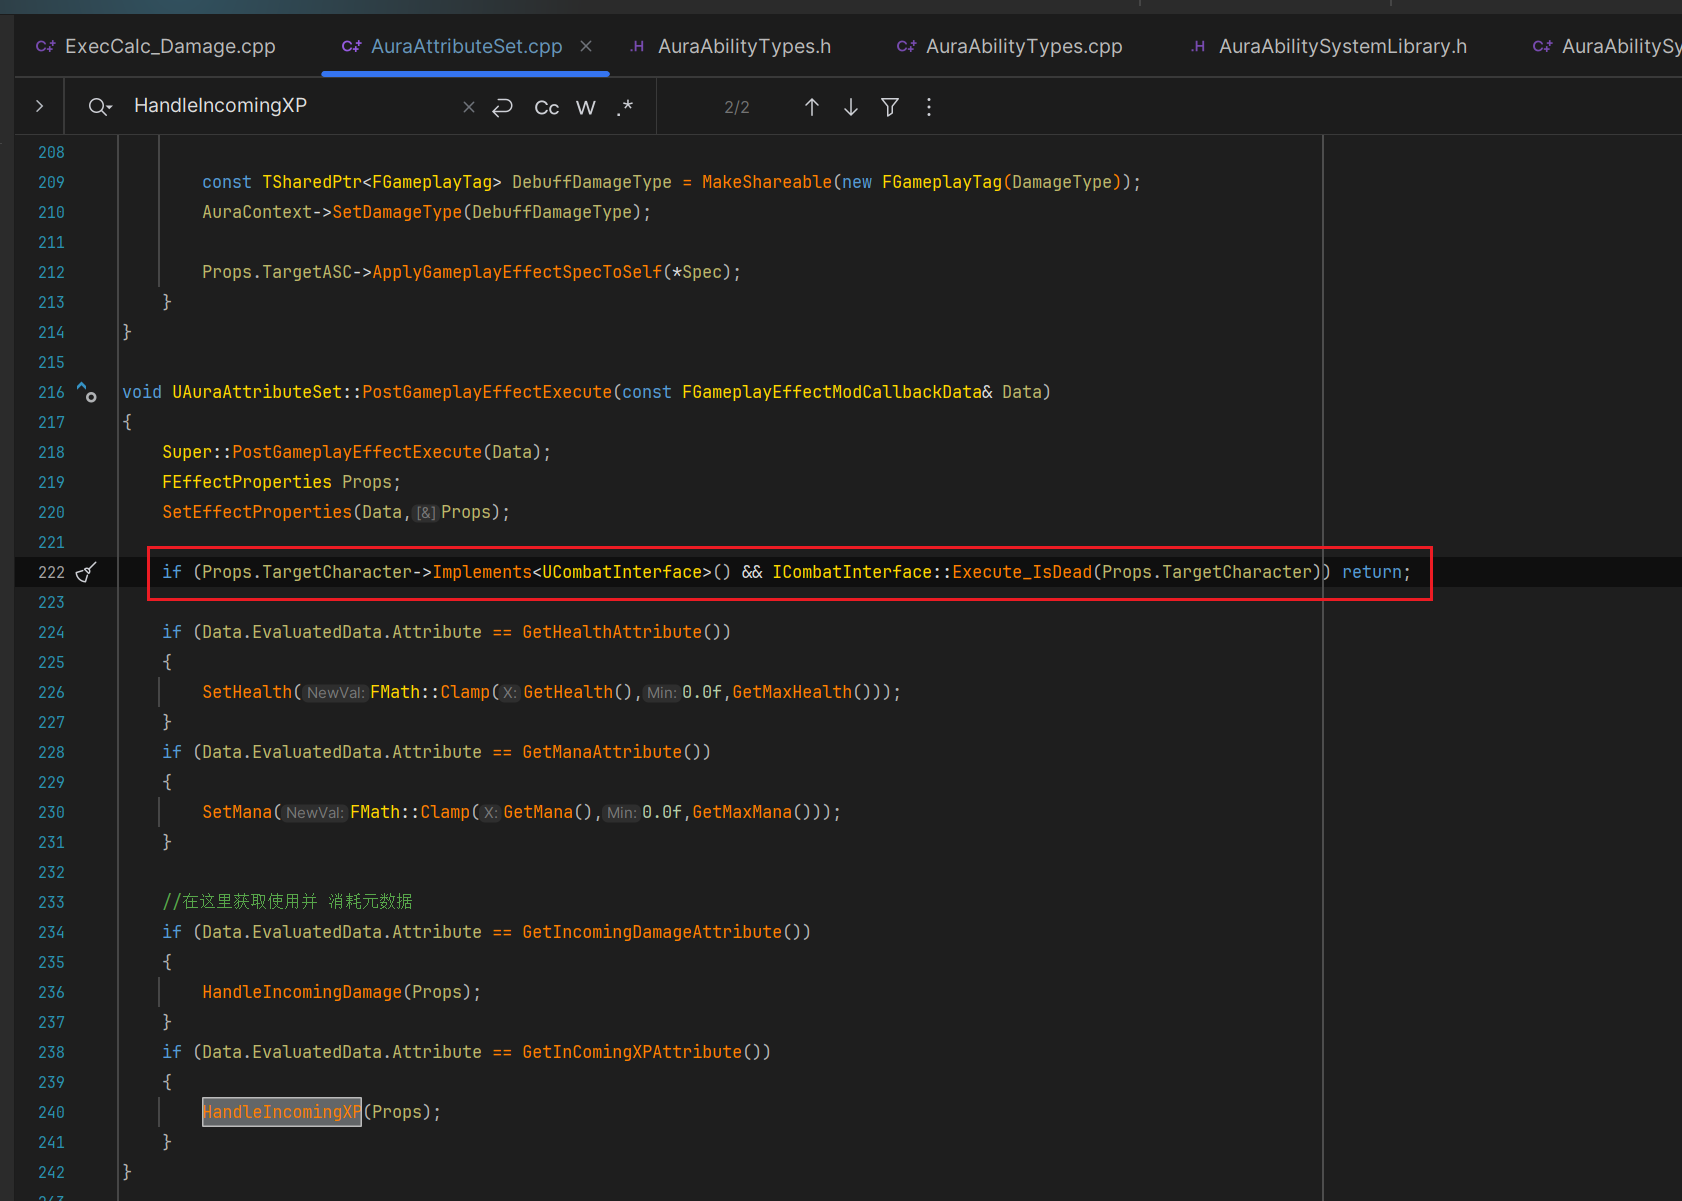 C+ ExecCalc_Damage.cpp C+ AuraAttributeSet.cpp × .H AuraAbilityTypes.h C+ AuraAbilityTypes.cpp .H AuraAbilitySystemLibrary.h C+ AuraAbilitySy
HandleIncomingXP × Cc W .* 2/2
208
209 const TSharedPtr<FGameplayTag> DebuffDamageType = MakeShareable(new FGameplayTag(DamageType));
210 AuraContext->SetDamageType(DebuffDamageType);
211
212 Props.TargetASC->ApplyGameplayEffectSpecToSelf(*Spec);
213 }
214 }
215
216 void UAuraAttributeSet::PostGameplayEffectExecute(const FGameplayEffectModCallbackData& Data)
217 {
218 Super::PostGameplayEffectExecute(Data);
219 FEffectProperties Props;
220 SetEffectProperties(Data,[&]Props);
221
222 if (Props.TargetCharacter->Implements<UCombatInterface>() && ICombatInterface::Execute_IsDead(Props.TargetCharacter)) return;
223
224 if (Data.EvaluatedData.Attribute == GetHealthAttribute())
225 {
226 SetHealth(NewVal:FMath::Clamp(X:GetHealth(),Min:0.0f,GetMaxHealth()));
227 }
228 if (Data.EvaluatedData.Attribute == GetManaAttribute())
229 {
230 SetMana(NewVal:FMath::Clamp(X:GetMana(),Min:0.0f,GetMaxMana()));
231 }
232
233 //在这里获取使用并 消耗元数据
234 if (Data.EvaluatedData.Attribute == GetIncomingDamageAttribute())
235 {
236 HandleIncomingDamage(Props);
237 }
238 if (Data.EvaluatedData.Attribute == GetInComingXPAttribute())
239 {
240 HandleIncomingXP(Props);
241 }
242 }
243